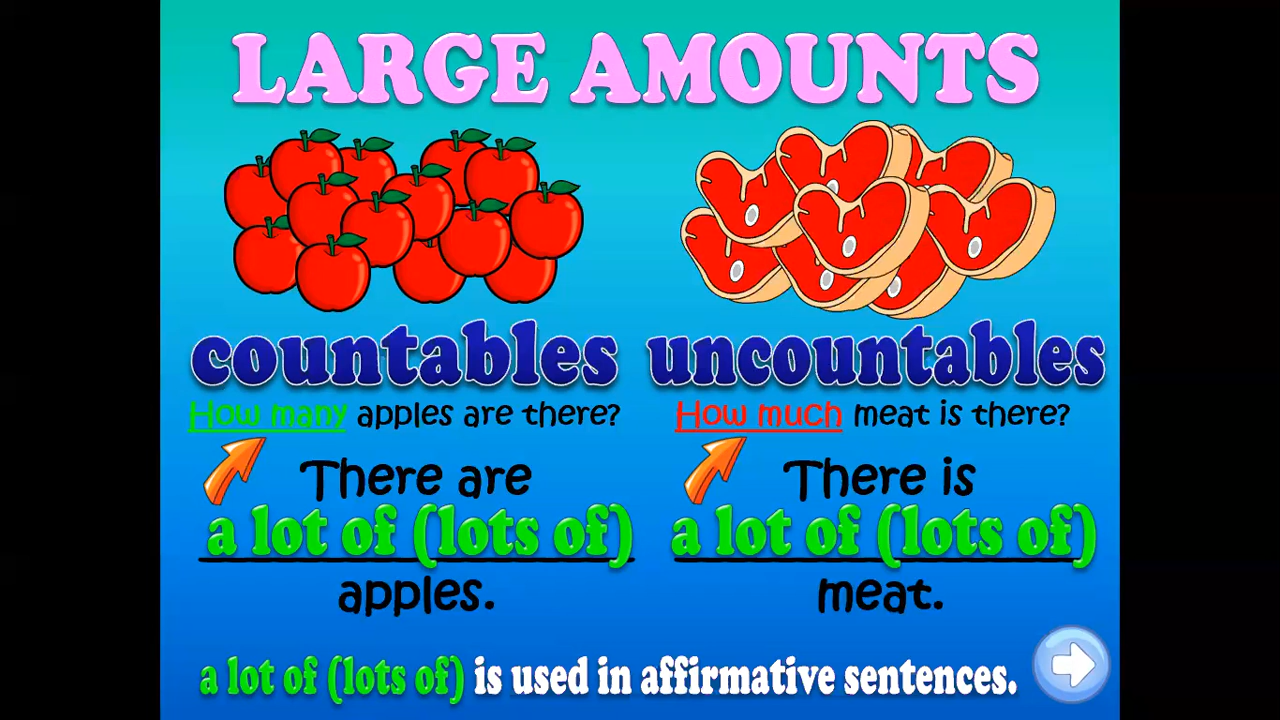 LARGE AMOUNTS
countables
How many apples are there?
There are
a lot of (lots of)
apples.
uncountables
How much meat is there?
There is
a lot of (lots of)
meat.
a lot of (lots of) is used in affirmative sentences.